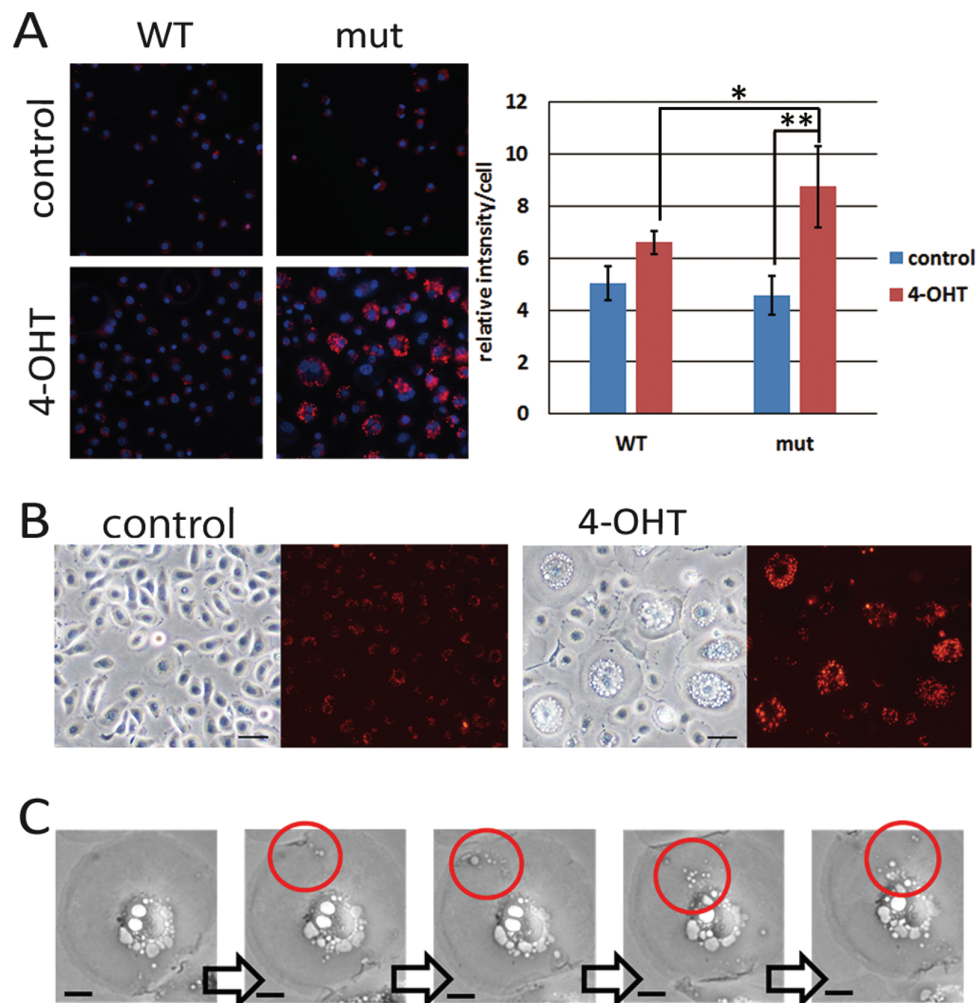 A
WT
mut
control
4-OHT
relative intsnsity/cell
12
10
8
6
4
2
0
*
**
WT
mut
control
4-OHT
B
control
4-OHT
C